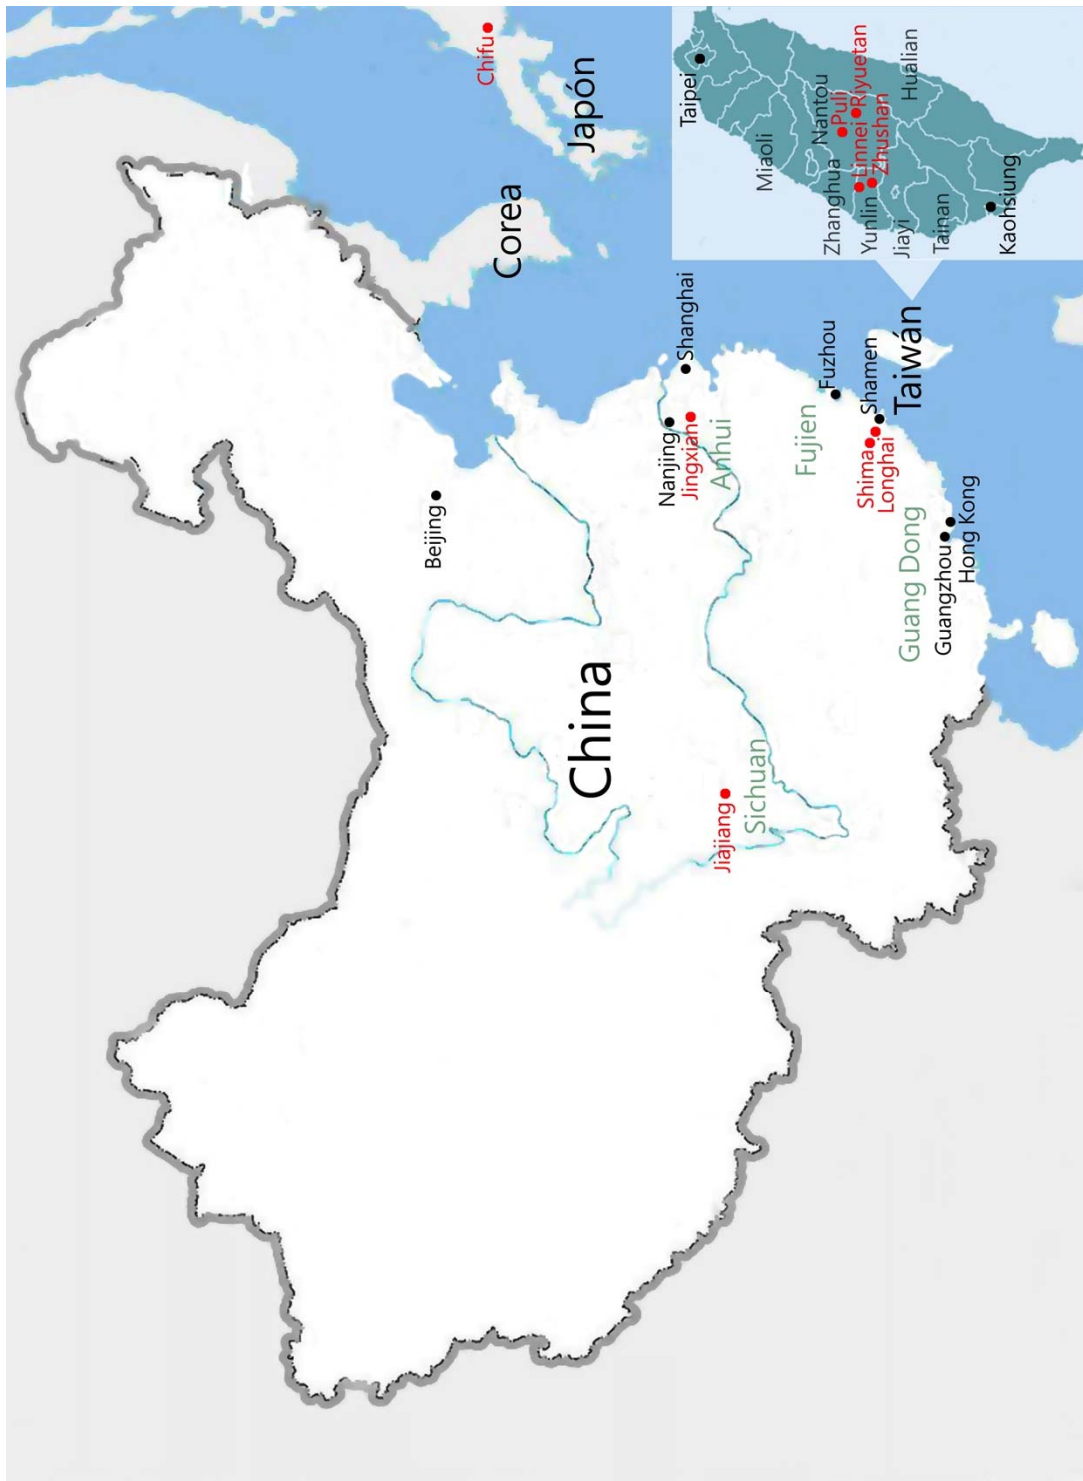 Chifu
Japón
Corea
Beijing
China
Shanghai
Nanjing
Jingxian
Anhui
Jiajiang
Sichuan
Fuzhou
Fujien
Shamen
Shima
Longhai
Taiwán
Guang Dong
Guangzhou
Hong Kong
Taipei
Miaoli
Nantou
Puli
Riyuetan
Zhanghua
Linnei
Zhushan
Hualian
Yunlin
Jiayi
Tainan
Kaohsiung